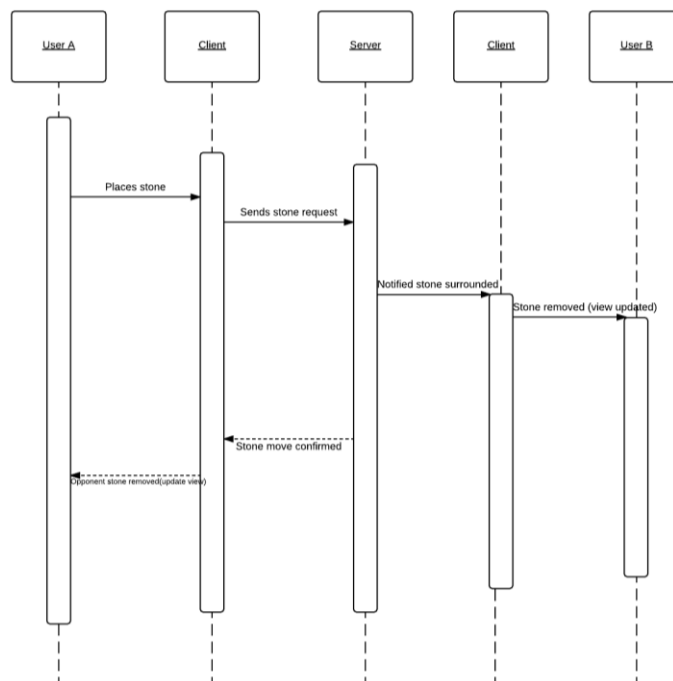 User A
Client
Server
Client
User B
Places stone
Sends stone request
Notified stone surrounded
Stone removed (view updated)
Stone move confirmed
Opponent stone removed(update view)